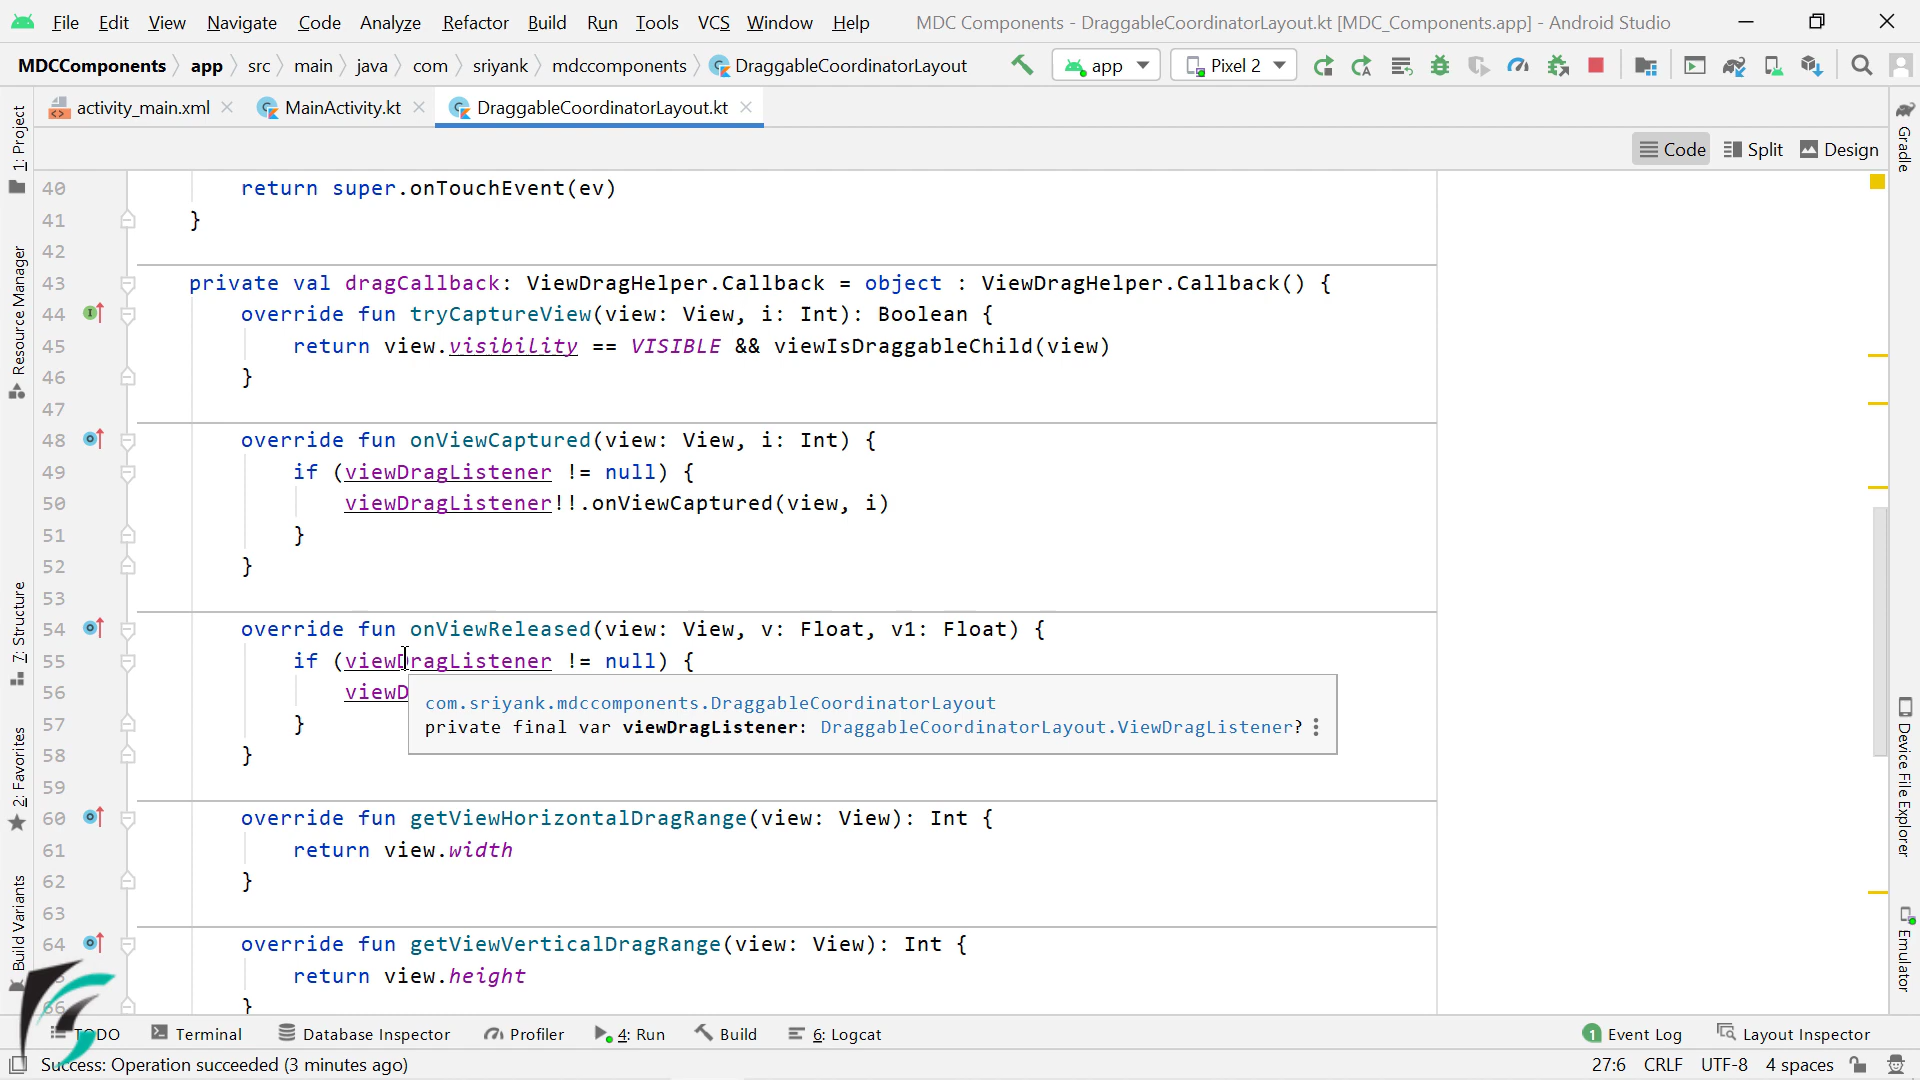 File Edit View Navigate Code Analyze Refactor Build Run Tools VCS Window Help MDC Components - DraggableCoordinatorLayout.kt [MDC_Components.app] - Android Studio
MDCComponents app src main java com sriyank mdccomponents DraggableCoordinatorLayout app Pixel 2
activity_main.xml MainActivity.kt DraggableCoordinatorLayout.kt
Code Split Design
1: Project
Resource Manager
7: Structure
2: Favorites
Build Variants
Gradle
Device File Explorer
Emulator
40 return super.onTouchEvent(ev)
41 }
42
43 private val dragCallback: ViewDragHelper.Callback = object : ViewDragHelper.Callback() {
44 override fun tryCaptureView(view: View, i: Int): Boolean {
45 return view.visibility == VISIBLE && viewIsDraggableChild(view)
46 }
47
48 override fun onViewCaptured(view: View, i: Int) {
49 if (viewDragListener != null) {
50 viewDragListener!!.onViewCaptured(view, i)
51 }
52 }
53
54 override fun onViewReleased(view: View, v: Float, v1: Float) {
55 if (viewDragListener != null) {
56 viewD
com.sriyank.mdccomponents.DraggableCoordinatorLayout
private final var viewDragListener: DraggableCoordinatorLayout.ViewDragListener?
57 }
58 }
59
60 override fun getViewHorizontalDragRange(view: View): Int {
61 return view.width
62 }
63
64 override fun getViewVerticalDragRange(view: View): Int {
return view.height
66 }
TODO Terminal Database Inspector Profiler 4: Run Build 6: Logcat 1 Event Log Layout Inspector
Success: Operation succeeded (3 minutes ago) 27:6 CRLF UTF-8 4 spaces